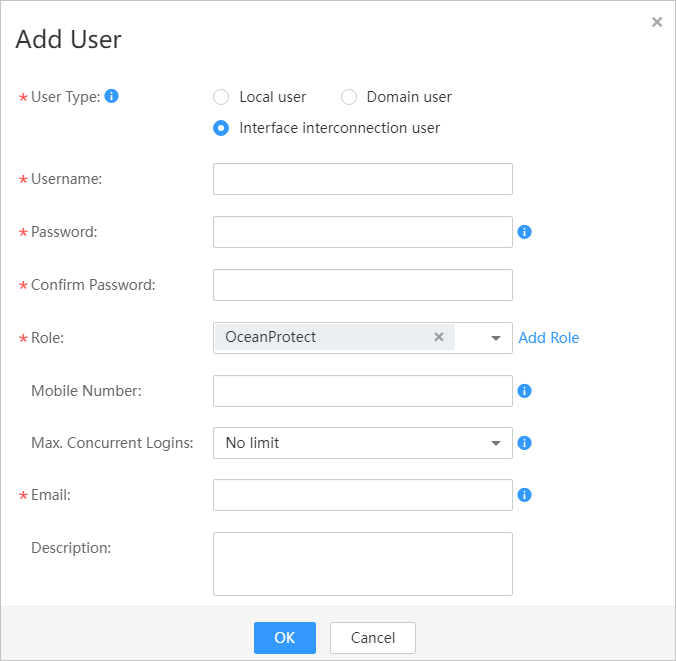 Add User
* User Type:
Local user
Domain user
Interface interconnection user
* Username:
* Password:
* Confirm Password:
* Role:
OceanProtect
Add Role
Mobile Number:
Max. Concurrent Logins:
No limit
* Email:
Description:
OK
Cancel